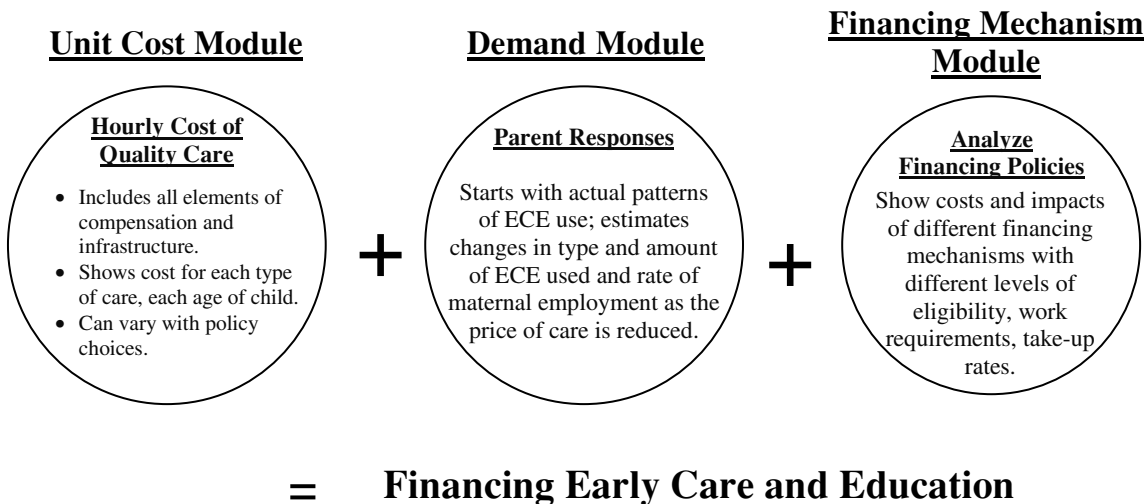 Unit Cost Module
Demand Module
Financing Mechanism
Module
Hourly Cost of
Quality Care
• Includes all elements of
compensation and
infrastructure.
• Shows cost for each type
of care, each age of child.
• Can vary with policy
choices.
+
Parent Responses
Starts with actual patterns
of ECE use; estimates
changes in type and amount
of ECE used and rate of
maternal employment as the
price of care is reduced.
+
Analyze
Financing Policies
Show costs and impacts
of different financing
mechanisms with
different levels of
eligibility, work
requirements, take-up
rates.
= Financing Early Care and Education